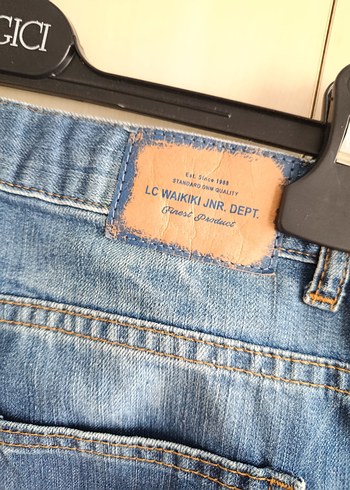 GICI
Est. Since 1988
STANDARD DNM QUALITY
LC WAIKIKI JNR. DEPT.
Finest Product